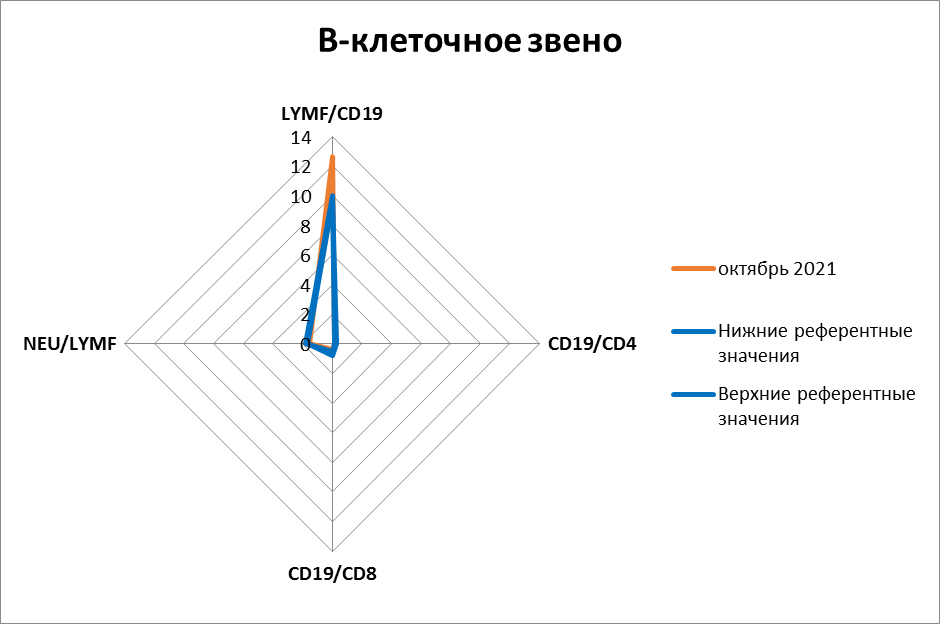 В-клеточное звено
LYMF/CD19
14
12
10
8
6
4
2
0
NEU/LYMF
CD19/CD4
CD19/CD8
октябрь 2021
Нижние референтные
значения
Верхние референтные
значения